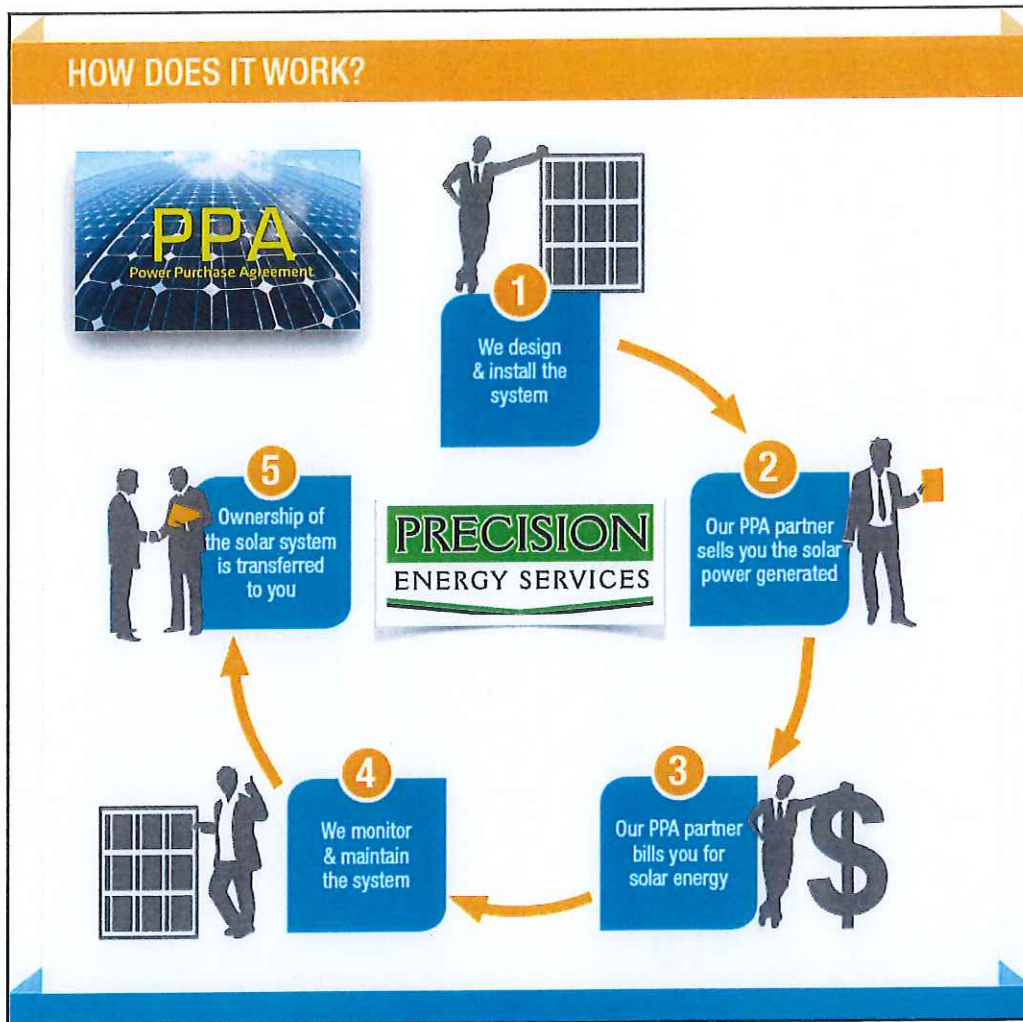 HOW DOES IT WORK?
PPA
Power Purchase Agreement
1
We design
& install the
system
2
Our PPA partner
sells you the solar
power generated
3
Our PPA partner
bills you for
solar energy
$
4
We monitor
& maintain
the system
5
Ownership of
the solar system
is transferred
to you
PRECISION
ENERGY SERVICES